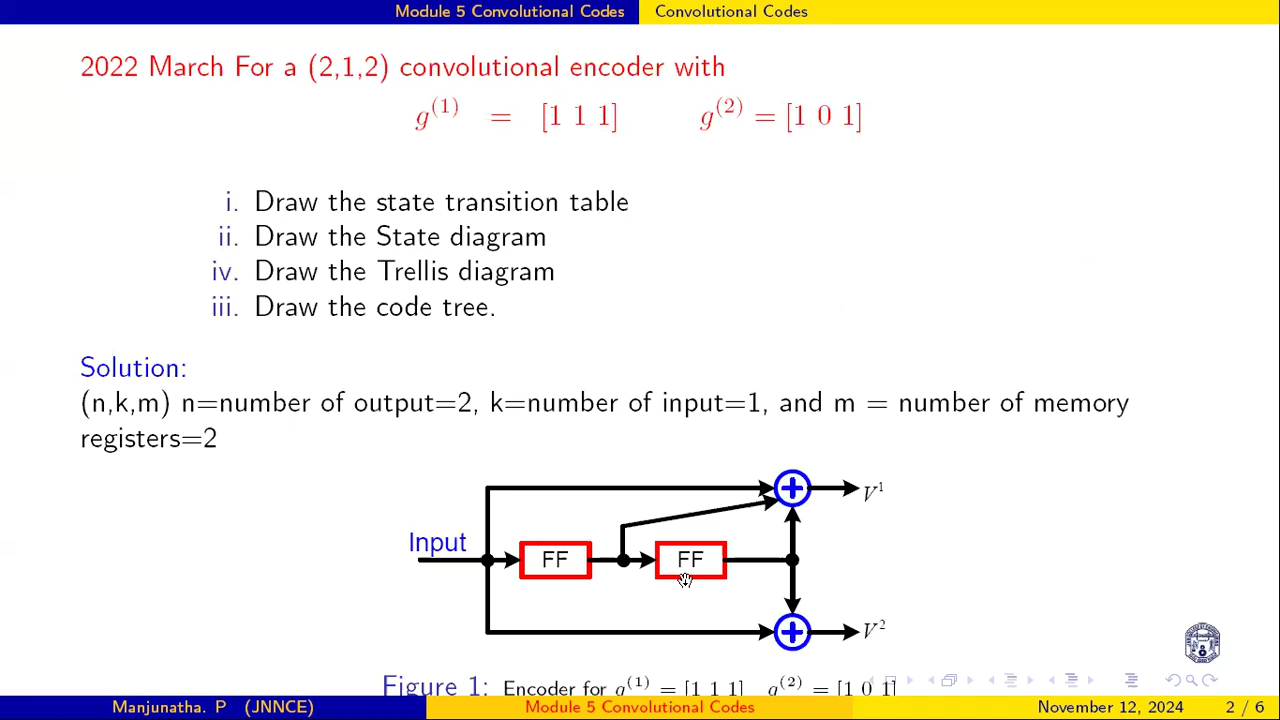 Module 5 Convolutional Codes Convolutional Codes
2022 March For a (2,1,2) convolutional encoder with
g(1) = [1 1 1] g(2) = [1 0 1]
i. Draw the state transition table
ii. Draw the State diagram
iv. Draw the Trellis diagram
iii. Draw the code tree.
Solution:
(n,k,m) n=number of output=2, k=number of input=1, and m = number of memory
registers=2
V1
Input
FF FF
V2
Figure 1: Encoder for g(1) = [1 1 1] g(2) = [1 0 1]
Manjunatha. P (JNNCE) Module 5 Convolutional Codes November 12, 2024 2 / 6